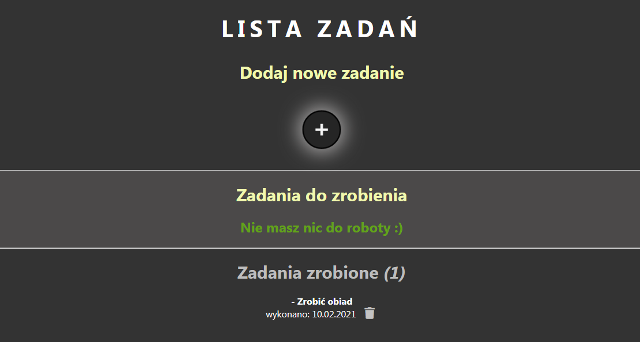 LISTA ZADAŃ
Dodaj nowe zadanie
+
Zadania do zrobienia
Nie masz nic do roboty :)
Zadania zrobione (1)
- Zrobić obiad
wykonano: 10.02.2021